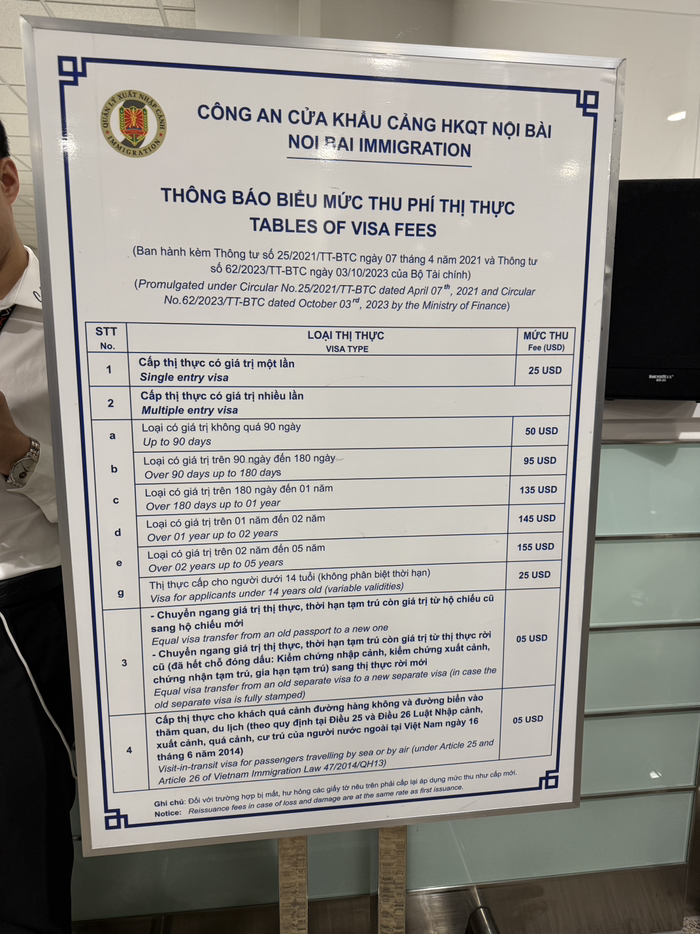 QUẢN LÝ XUẤT NHẬP CẢNH
IMMIGRATION
CÔNG AN CỬA KHẨU CẢNG HKQT NỘI BÀI
NOI BAI IMMIGRATION
THÔNG BÁO BIỂU MỨC THU PHÍ THỊ THỰC
TABLES OF VISA FEES
(Ban hành kèm Thông tư số 25/2021/TT-BTC ngày 07 tháng 4 năm 2021 và Thông tư
số 62/2023/TT-BTC ngày 03/10/2023 của Bộ Tài chính)
(Promulgated under Circular No.25/2021/TT-BTC dated April 07th, 2021 and Circular
No.62/2023/TT-BTC dated October 03rd, 2023 by the Ministry of Finance)
STT LOẠI THỊ THỰC MỨC THU
No. VISA TYPE Fee (USD)
1 Cấp thị thực có giá trị một lần 25 USD
Single entry visa
2 Cấp thị thực có giá trị nhiều lần
Multiple entry visa
a Loại có giá trị không quá 90 ngày 50 USD
Up to 90 days
b Loại có giá trị trên 90 ngày đến 180 ngày 95 USD
Over 90 days up to 180 days
c Loại có giá trị trên 180 ngày đến 01 năm 135 USD
Over 180 days up to 01 year
d Loại có giá trị trên 01 năm đến 02 năm 145 USD
Over 01 year up to 02 years
e Loại có giá trị trên 02 năm đến 05 năm 155 USD
Over 02 years up to 05 years
g Thị thực cấp cho người dưới 14 tuổi (không phân biệt thời hạn) 25 USD
Visa for applicants under 14 years old (variable validities)
- Chuyển ngang giá trị thị thực, thời hạn tạm trú còn giá trị từ hộ chiếu cũ
sang hộ chiếu mới
Equal visa transfer from an old passport to a new one
3 - Chuyển ngang giá trị thị thực, thời hạn tạm trú còn giá trị từ thị thực rời 05 USD
cũ (đã hết chỗ đóng dấu: Kiểm chứng nhập cảnh, kiểm chứng xuất cảnh,
chứng nhận tạm trú, gia hạn tạm trú) sang thị thực rời mới
Equal visa transfer from an old separate visa to a new separate visa (in case the
old separate visa is fully stamped)
Cấp thị thực cho khách quá cảnh đường hàng không và đường biển vào
thăm quan, du lịch (theo quy định tại Điều 25 và Điều 26 Luật Nhập cảnh,
4 xuất cảnh, quá cảnh, cư trú của người nước ngoài tại Việt Nam ngày 16 05 USD
tháng 6 năm 2014)
Visit-in-transit visa for passengers travelling by sea or by air (under Article 25 and
Article 26 of Vietnam Immigration Law 47/2014/QH13)
Ghi chú: Đối với trường hợp bị mất, hư hỏng các giấy tờ nêu trên phải cấp lại áp dụng mức thu như cấp mới.
Notice: Reissuance fees in case of loss and damage are at the same rate as first issuance.